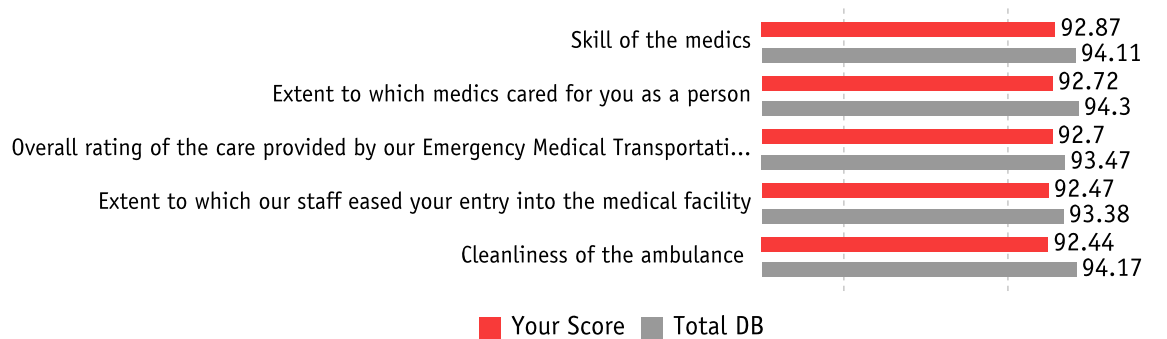 Skill of the medics 92.87
94.11
Extent to which medics cared for you as a person 92.72
94.3
Overall rating of the care provided by our Emergency Medical Transportati... 92.7
93.47
Extent to which our staff eased your entry into the medical facility 92.47
93.38
Cleanliness of the ambulance 92.44
94.17
Your Score Total DB